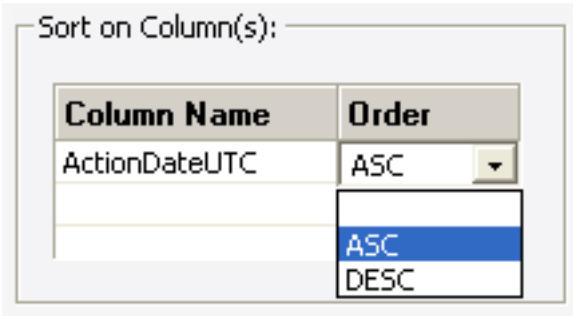 Sort on Column(s):
Column Name Order
ActionDateUTC ASC
ASC
DESC